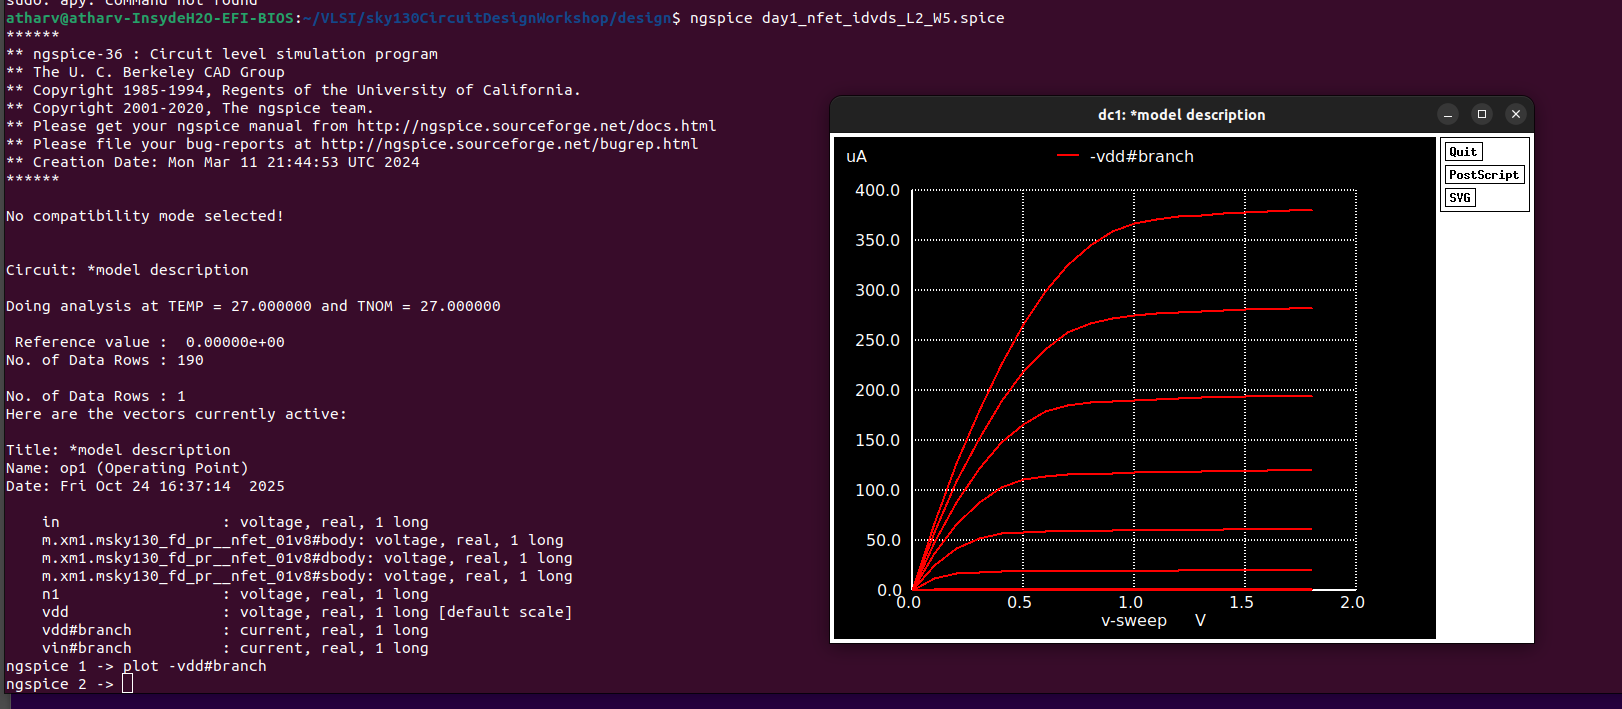 sudo: apy: command not found
atharv@atharv-InsydeH2O-EFI-BIOS:~/VLSI/sky130CircuitDesignWorkshop/design$ ngspice day1_nfet_idvds_L2_W5.spice
******
** ngspice-36 : Circuit level simulation program
** The U. C. Berkeley CAD Group
** Copyright 1985-1994, Regents of the University of California.
** Copyright 2001-2020, The ngspice team.
** Please get your ngspice manual from http://ngspice.sourceforge.net/docs.html
** Please file your bug-reports at http://ngspice.sourceforge.net/bugrep.html
** Creation Date: Mon Mar 11 21:44:53 UTC 2024
******
No compatibility mode selected!
Circuit: *model description
Doing analysis at TEMP = 27.000000 and TNOM = 27.000000
Reference value :  0.00000e+00
No. of Data Rows : 190
No. of Data Rows : 1
Here are the vectors currently active:
Title: *model description
Name: op1 (Operating Point)
Date: Fri Oct 24 16:37:14  2025
in                  : voltage, real, 1 long
m.xm1.msky130_fd_pr__nfet_01v8#body: voltage, real, 1 long
m.xm1.msky130_fd_pr__nfet_01v8#dbody: voltage, real, 1 long
m.xm1.msky130_fd_pr__nfet_01v8#sbody: voltage, real, 1 long
n1                  : voltage, real, 1 long
vdd                 : voltage, real, 1 long [default scale]
vdd#branch          : current, real, 1 long
vin#branch          : current, real, 1 long
ngspice 1 -> plot -vdd#branch
ngspice 2 ->
dc1: *model description
uA
-vdd#branch
400.0
350.0
300.0
250.0
200.0
150.0
100.0
50.0
0.0
0.0 0.5 1.0 1.5 2.0
v-sweep V
Quit
PostScript
SVG